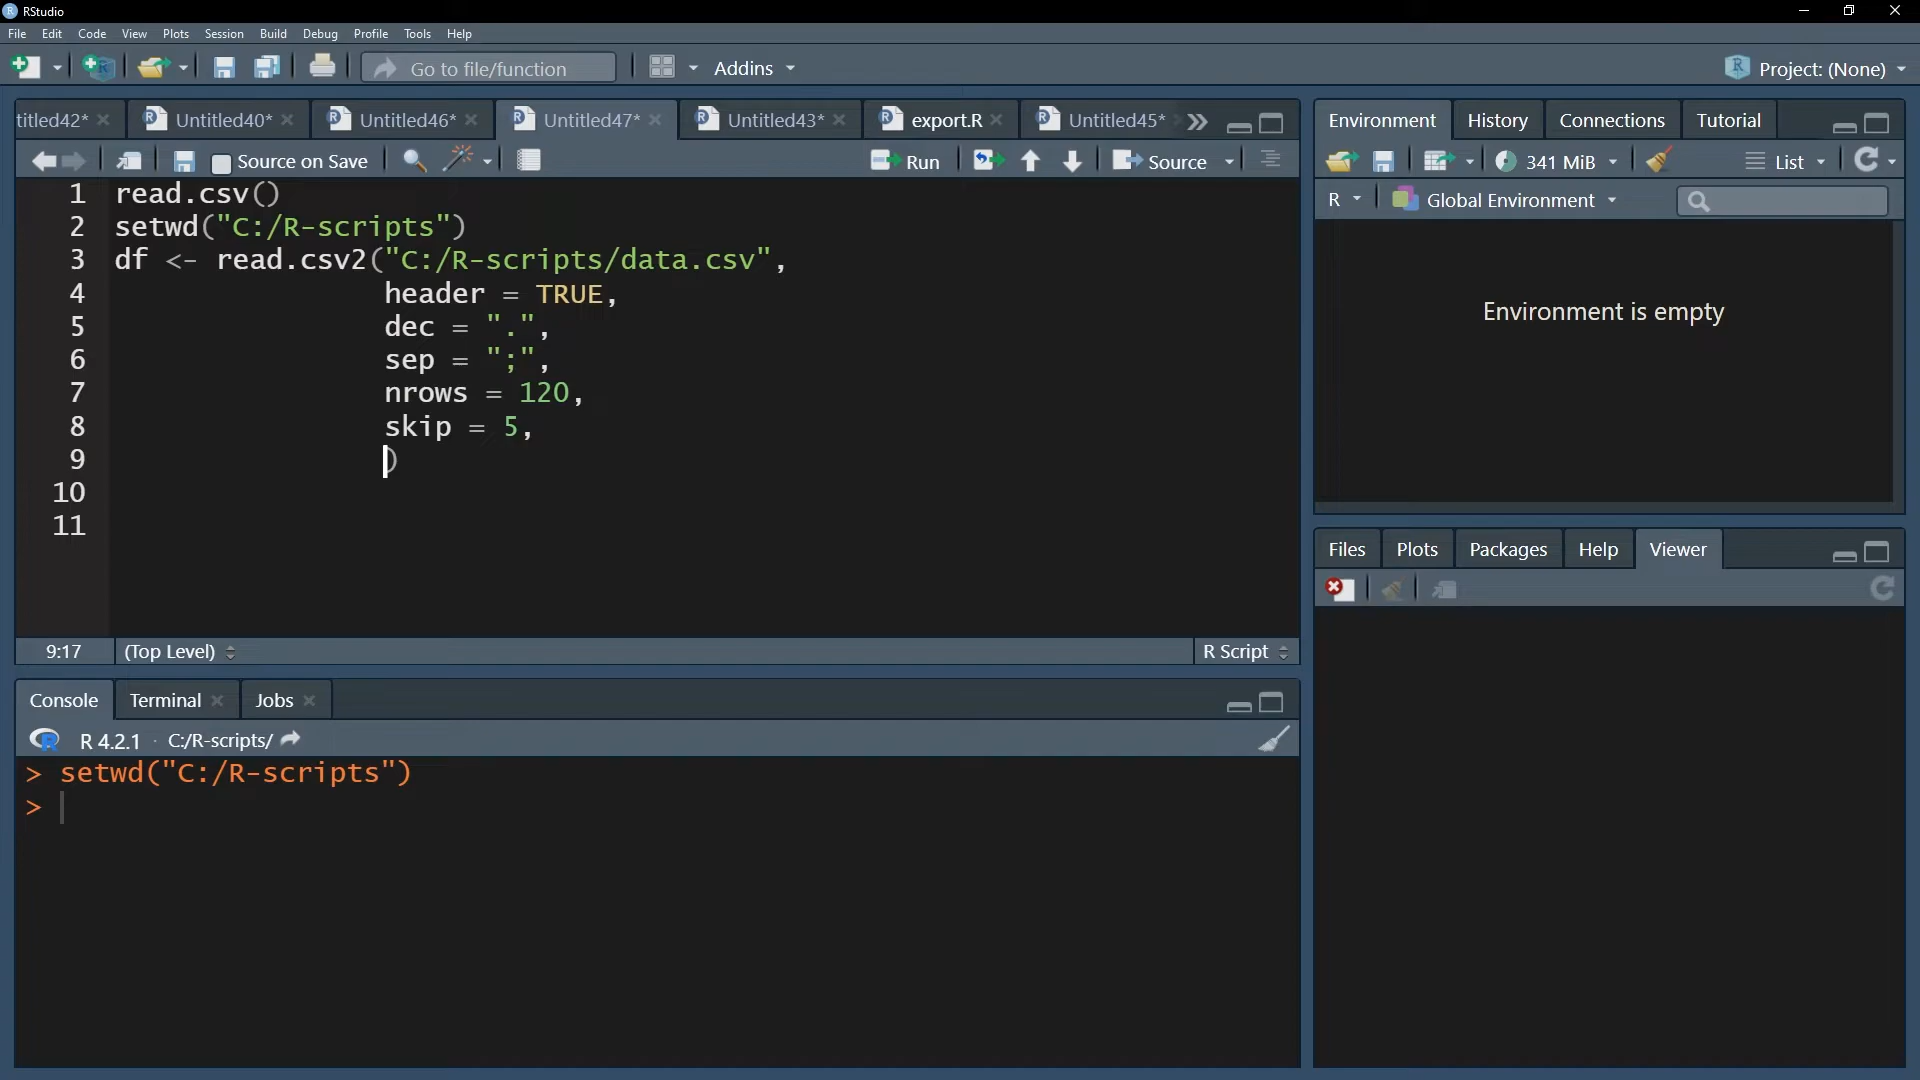 RStudio
File Edit Code View Plots Session Build Debug Profile Tools Help
Go to file/function Addins Project: (None)
titled42* Untitled40* Untitled46* Untitled47* Untitled43* export.R Untitled45*
Source on Save Run Source
1 read.csv()
2 setwd("C:/R-scripts")
3 df <- read.csv2("C:/R-scripts/data.csv",
4 header = TRUE,
5 dec = ".",
6 sep = ";",
7 nrows = 120,
8 skip = 5,
9 )
10
11
9:17 (Top Level) R Script
Console Terminal Jobs
R 4.2.1 · C:/R-scripts/
> setwd("C:/R-scripts")
>
Environment History Connections Tutorial
341 MiB List
R Global Environment
Environment is empty
Files Plots Packages Help Viewer